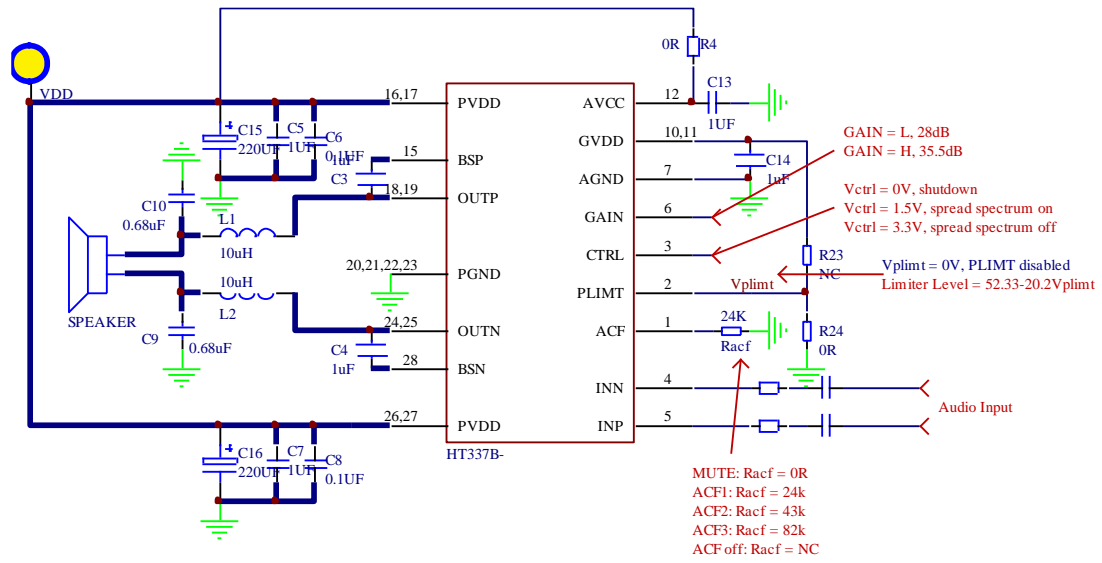 0R
R4
VDD
C13
1UF
16,17
PVDD
AVCC
12
C15
220UF
C5
1UF
C6
0.1UF
10,11
GVDD
GAIN = L, 28dB
GAIN = H, 35.5dB
15
BSP
1uF
C3
C14
1uF
AGND
7
18,19
OUTP
Vctrl = 0V, shutdown
Vctrl = 1.5V, spread spectrum on
Vctrl = 3.3V, spread spectrum off
C10
0.68uF
L1
10uH
GAIN
6
CTRL
3
R23
NC
20,21,22,23
PGND
Vplimt = 0V, PLIMT disabled
Limiter Level = 52.33-20.2Vplimt
10uH
L2
PLIMT
2
Vplimt
SPEAKER
24,25
OUTN
ACF
1
24K
Racf
R24
0R
C9
0.68uF
C4
1uF
28
BSN
INN
4
Audio Input
26,27
PVDD
INP
5
HT337B-
C16
220UF
C7
1UF
C8
0.1UF
MUTE: Racf = 0R
ACF1: Racf = 24k
ACF2: Racf = 43k
ACF3: Racf = 82k
ACF off: Racf = NC